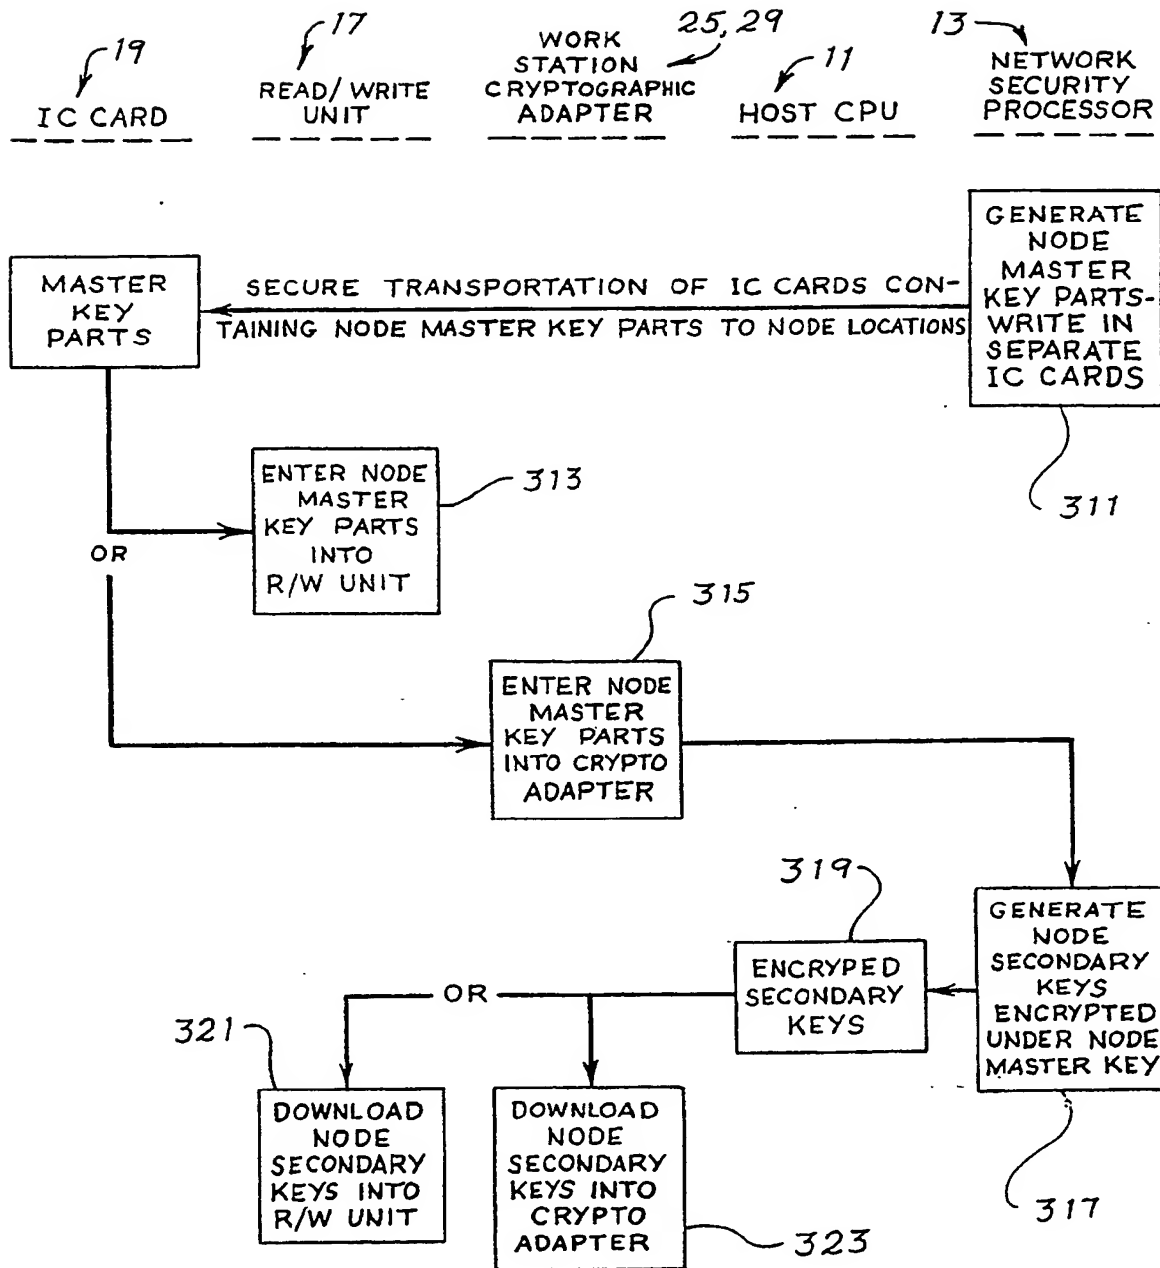 19
IC CARD
17
READ/WRITE
UNIT
25, 29
WORK
STATION
CRYPTOGRAPHIC
ADAPTER
11
HOST CPU
13
NETWORK
SECURITY
PROCESSOR
GENERATE
NODE
MASTER
KEY PARTS-
WRITE IN
SEPARATE
IC CARDS
311
SECURE TRANSPORTATION OF IC CARDS CON-
TAINING NODE MASTER KEY PARTS TO NODE LOCATIONS
MASTER
KEY
PARTS
OR
ENTER NODE
MASTER
KEY PARTS
INTO
R/W UNIT
313
315
ENTER NODE
MASTER
KEY PARTS
INTO CRYPTO
ADAPTER
GENERATE
NODE
SECONDARY
KEYS
ENCRYPTED
UNDER NODE
MASTER KEY
317
319
ENCRYPED
SECONDARY
KEYS
OR
321
DOWNLOAD
NODE
SECONDARY
KEYS INTO
R/W UNIT
DOWNLOAD
NODE
SECONDARY
KEYS INTO
CRYPTO
ADAPTER
323